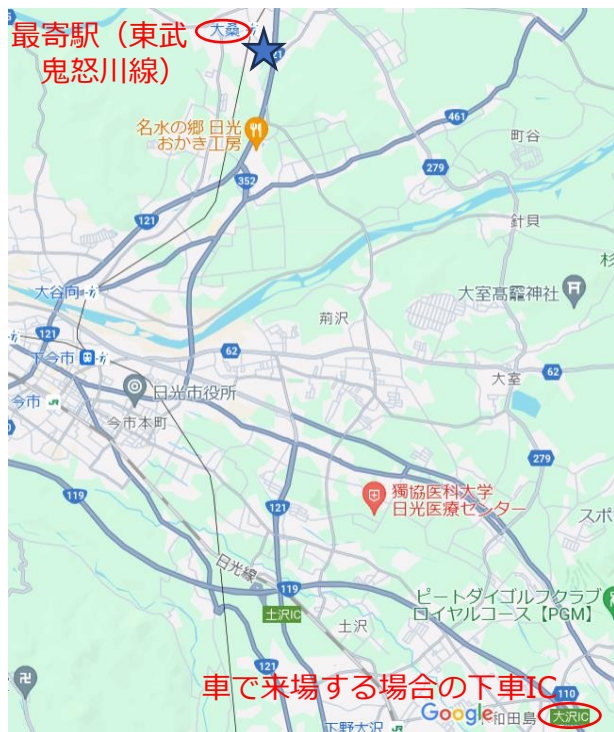 最寄駅（東武
鬼怒川線）
大桑
121
461
名水の郷 日光
おかき工房
町谷
279
352
針貝
121
杉
大谷向
大室高龗神社
前沢
121
下今市
62
62
大室
日光市役所
今市
今市本町
279
119
獨協医科大学
日光医療センター
121
スポ
日光線
119
ピートダイゴルフクラブ
ロイヤルコース【PGM】
土沢IC
土沢
121
車で来場する場合の下車IC
110
Google
和田島
大沢IC
下野大沢